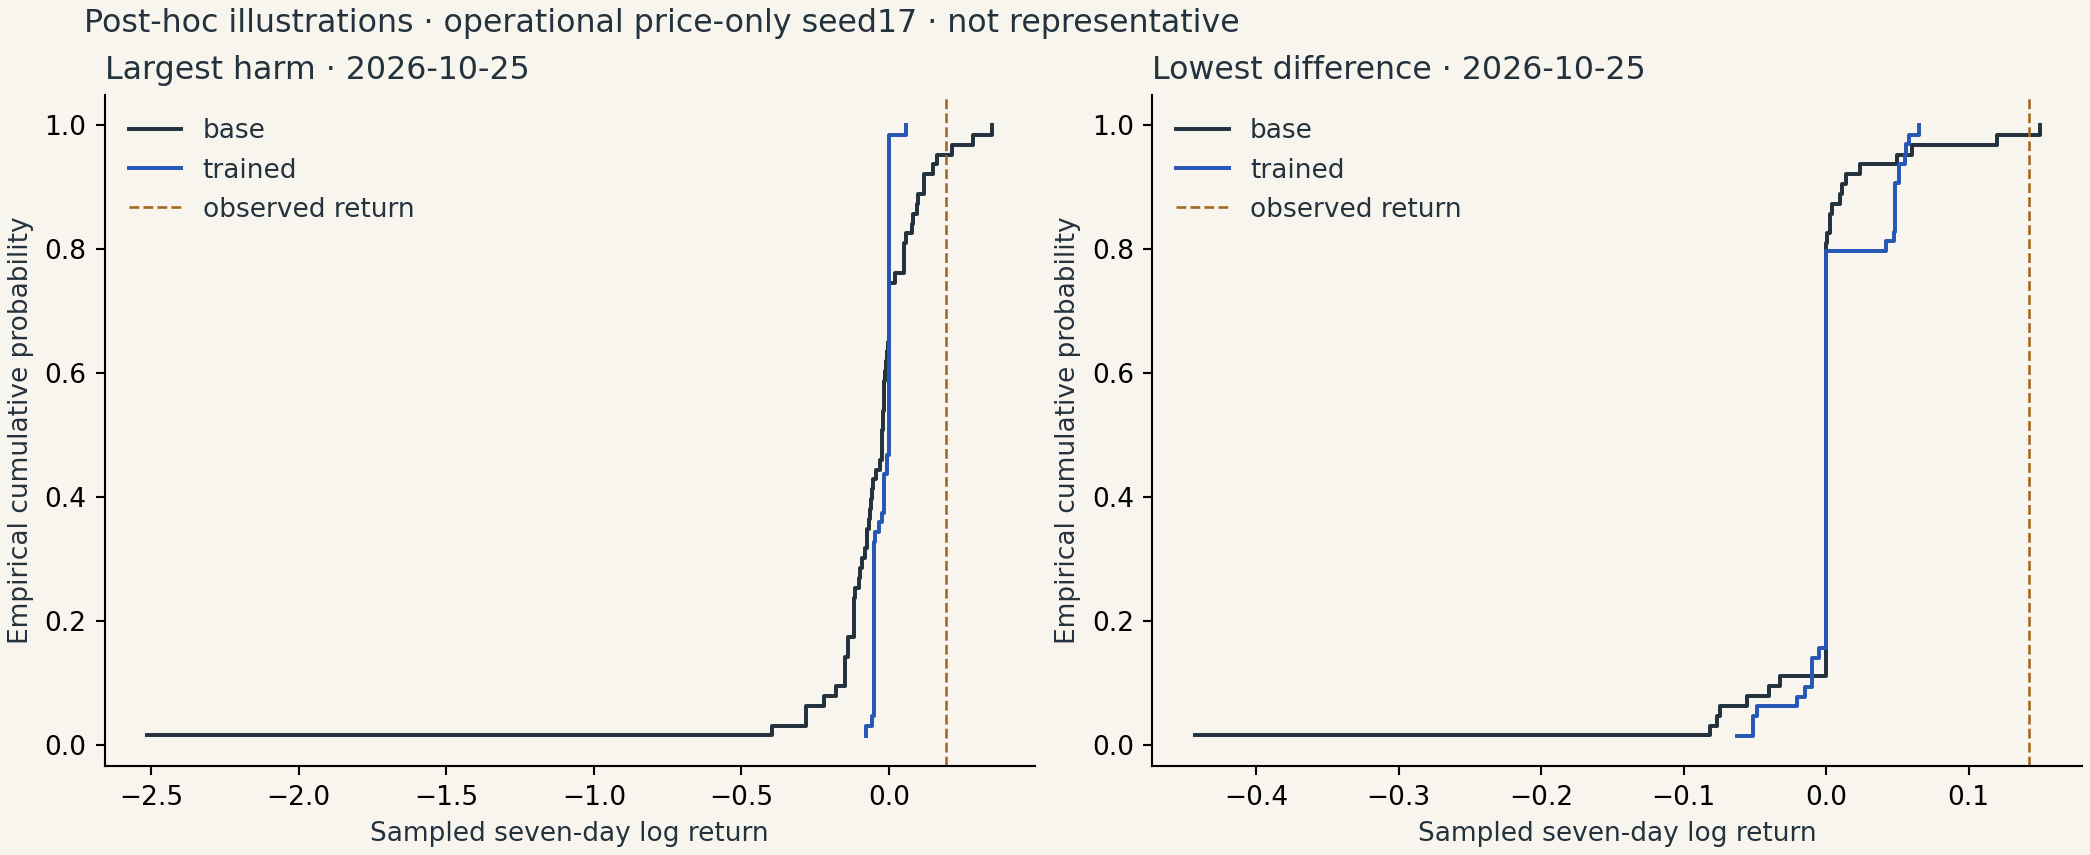 Post-hoc illustrations · operational price-only seed17 · not representative
Largest harm · 2026-10-25
base
trained
observed return
1.0
0.8
0.6
0.4
0.2
0.0
Empirical cumulative probability
−2.5
−2.0
−1.5
−1.0
−0.5
0.0
Sampled seven-day log return
Lowest difference · 2026-10-25
base
trained
observed return
1.0
0.8
0.6
0.4
0.2
0.0
Empirical cumulative probability
−0.4
−0.3
−0.2
−0.1
0.0
0.1
Sampled seven-day log return